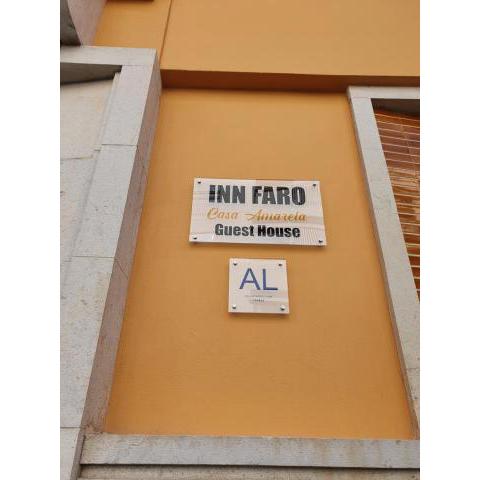 INN FARO
Casa Amarela
Guest House
AL